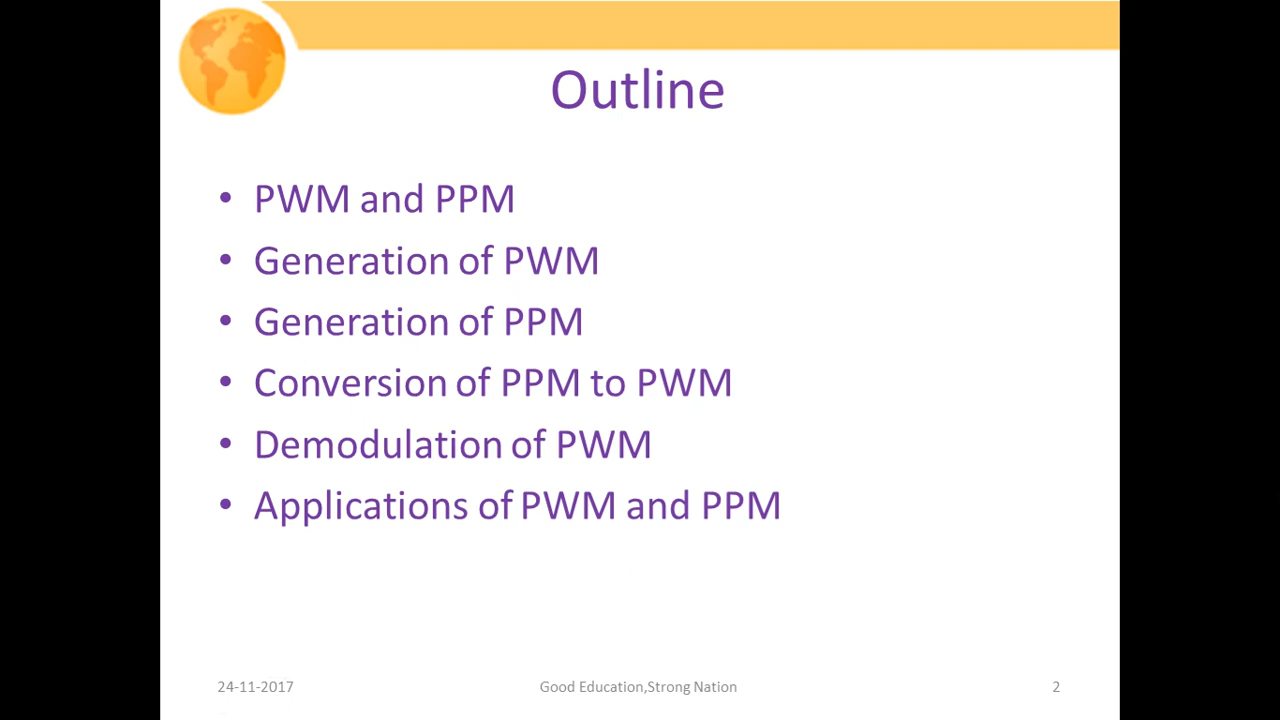 Outline
• PWM and PPM
• Generation of PWM
• Generation of PPM
• Conversion of PPM to PWM
• Demodulation of PWM
• Applications of PWM and PPM
24-11-2017 Good Education,Strong Nation 2